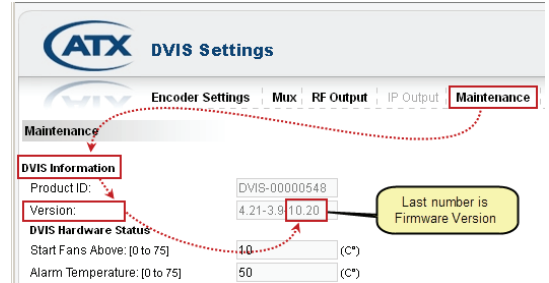 ATX DVIS Settings
Encoder Settings Mux RF Output IP Output Maintenance
Maintenance
DVIS Information
Product ID: DVIS-00000548
Version: 4.21-3.9-10.20
Last number is
Firmware Version
DVIS Hardware Status
Start Fans Above: [0 to 75] 10 (C°)
Alarm Temperature: [0 to 75] 50 (C°)